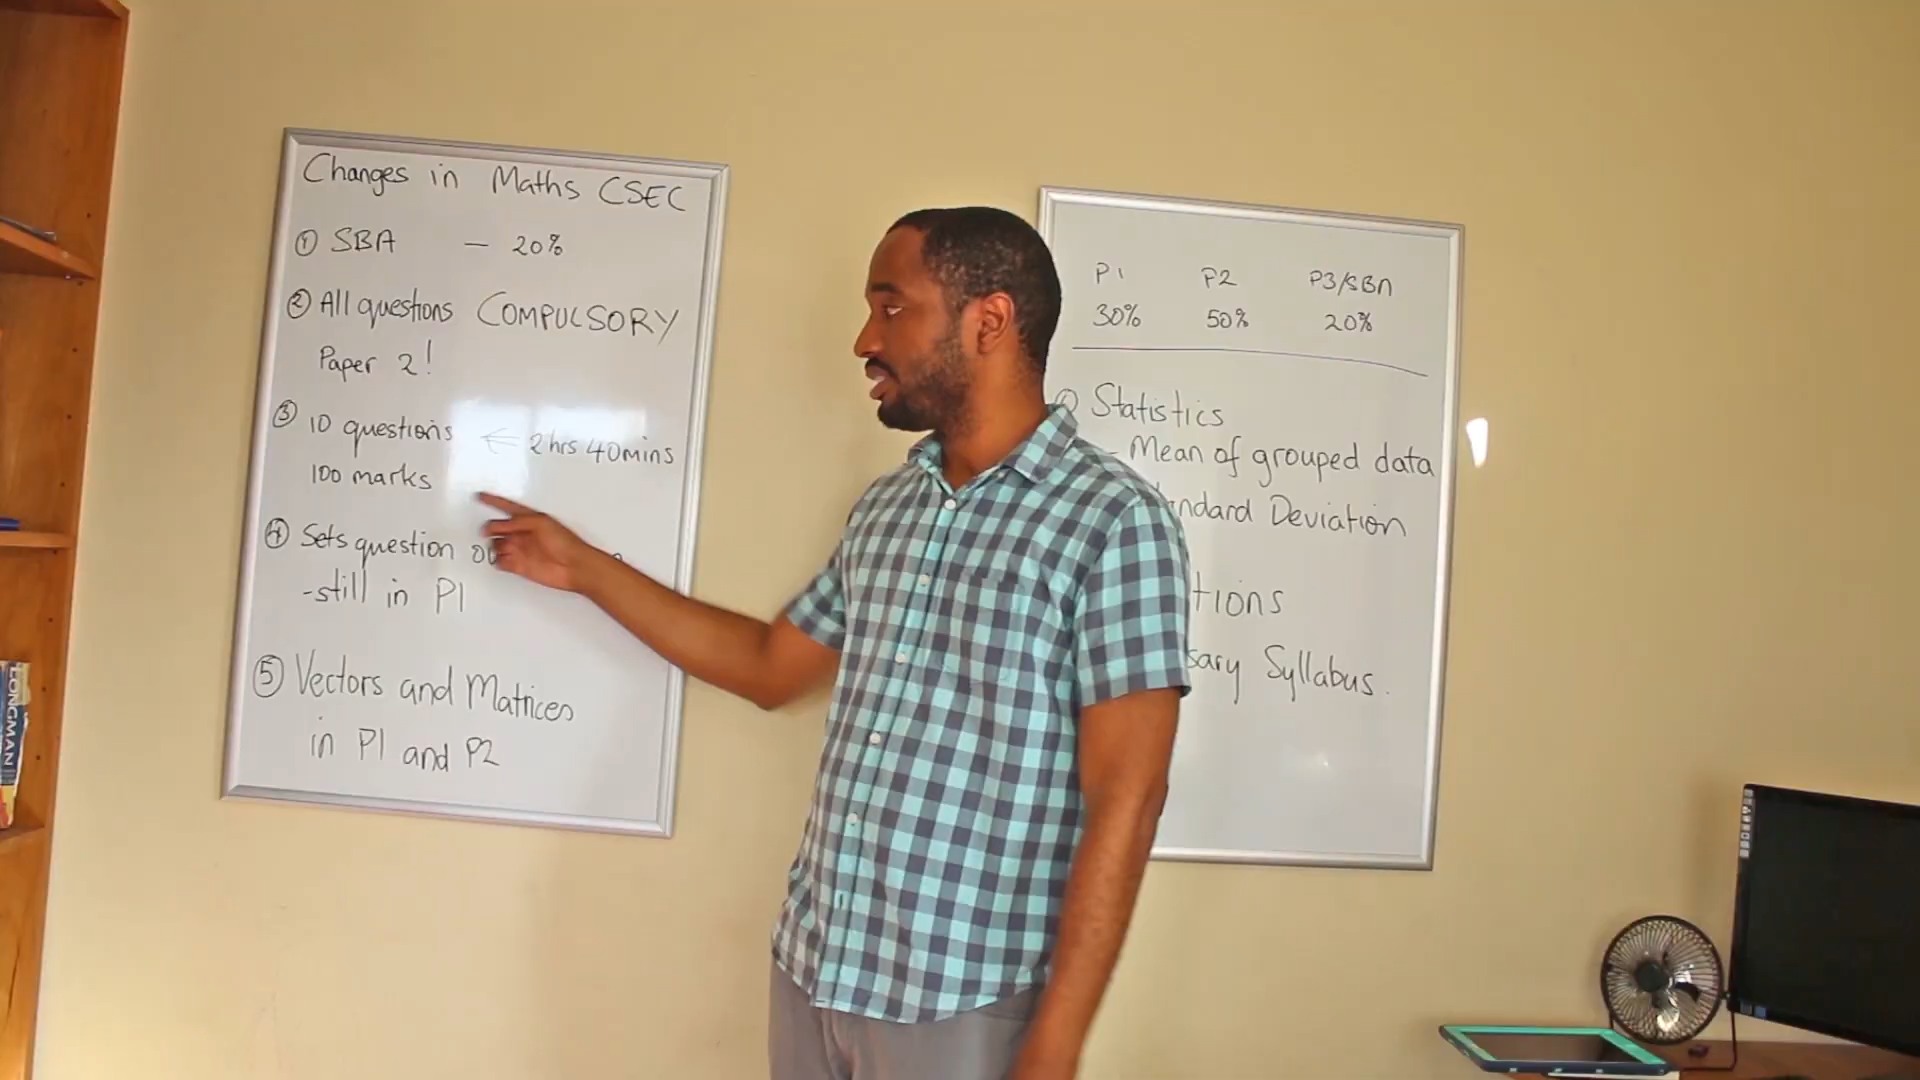 Changes in Maths CSEC
① SBA — 20%
② All questions COMPULSORY
Paper 2!
③ 10 questions ← 2 hrs 40mins
100 marks
④ Sets question
-still in P1
⑤ Vectors and Matrices
in P1 and P2
P1 P2 P3/SBA
30% 50% 20%
Statistics
- Mean of grouped data
Deviation
Syllabus.
LONGMAN